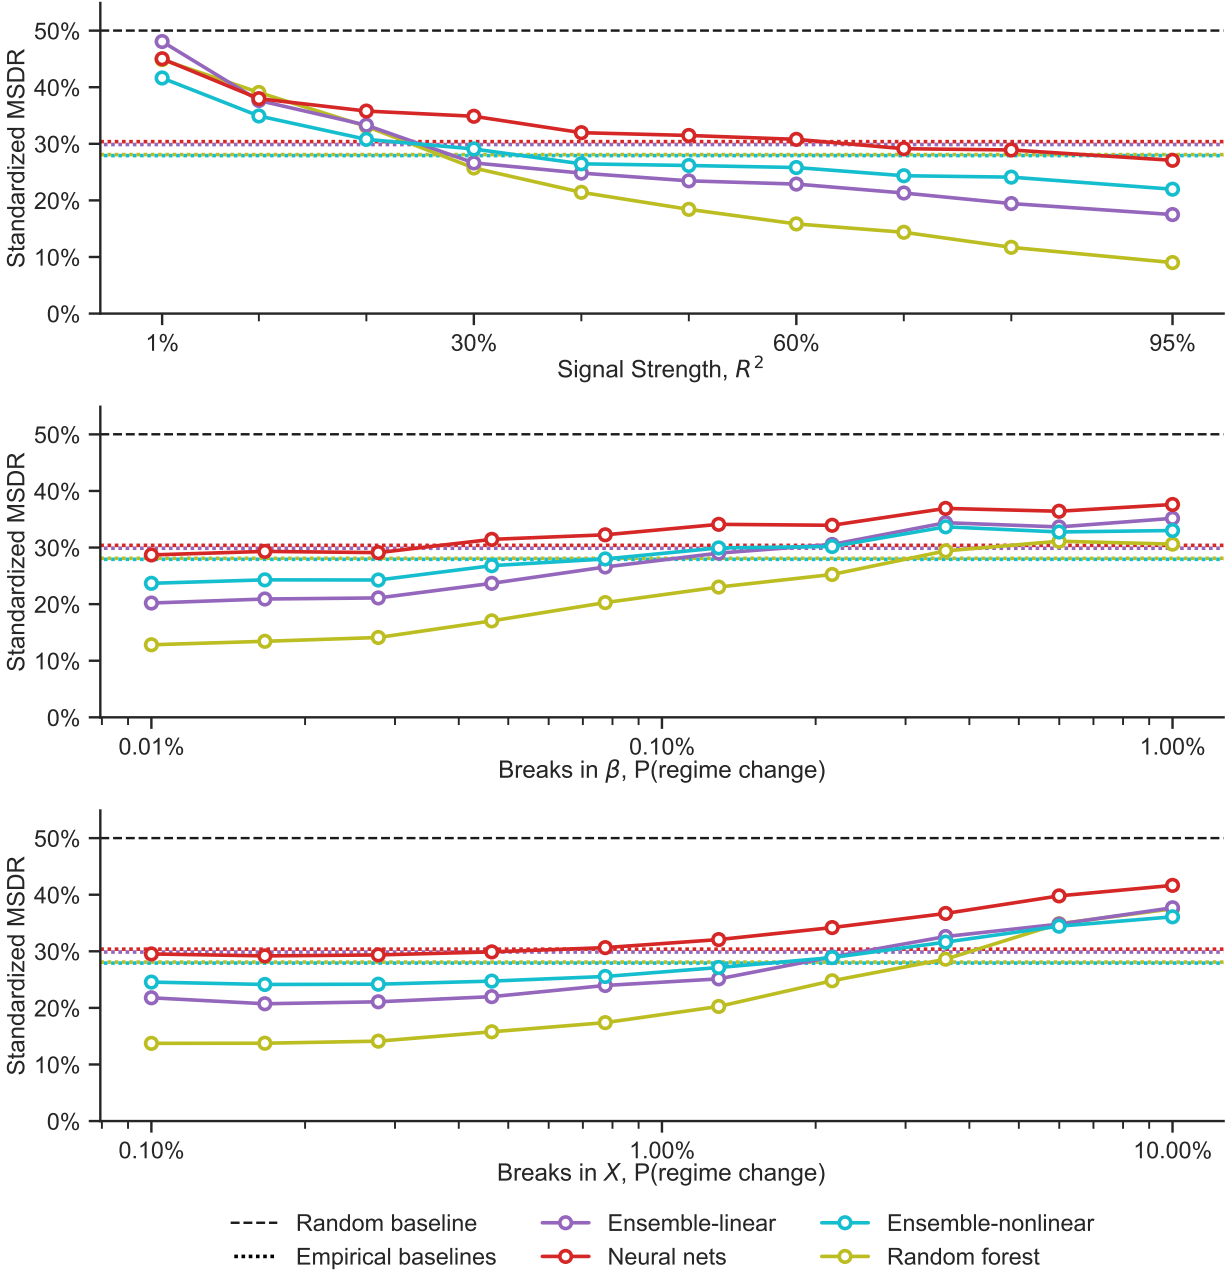 50%
40%
30%
20%
10%
0%
Standardized MSDR
1% 30% 60% 95%
Signal Strength, R²
50%
40%
30%
20%
10%
0%
Standardized MSDR
0.01% 0.10% 1.00%
Breaks in β, P(regime change)
50%
40%
30%
20%
10%
0%
Standardized MSDR
0.10% 1.00% 10.00%
Breaks in X, P(regime change)
Random baseline Ensemble-linear Ensemble-nonlinear
Empirical baselines Neural nets Random forest